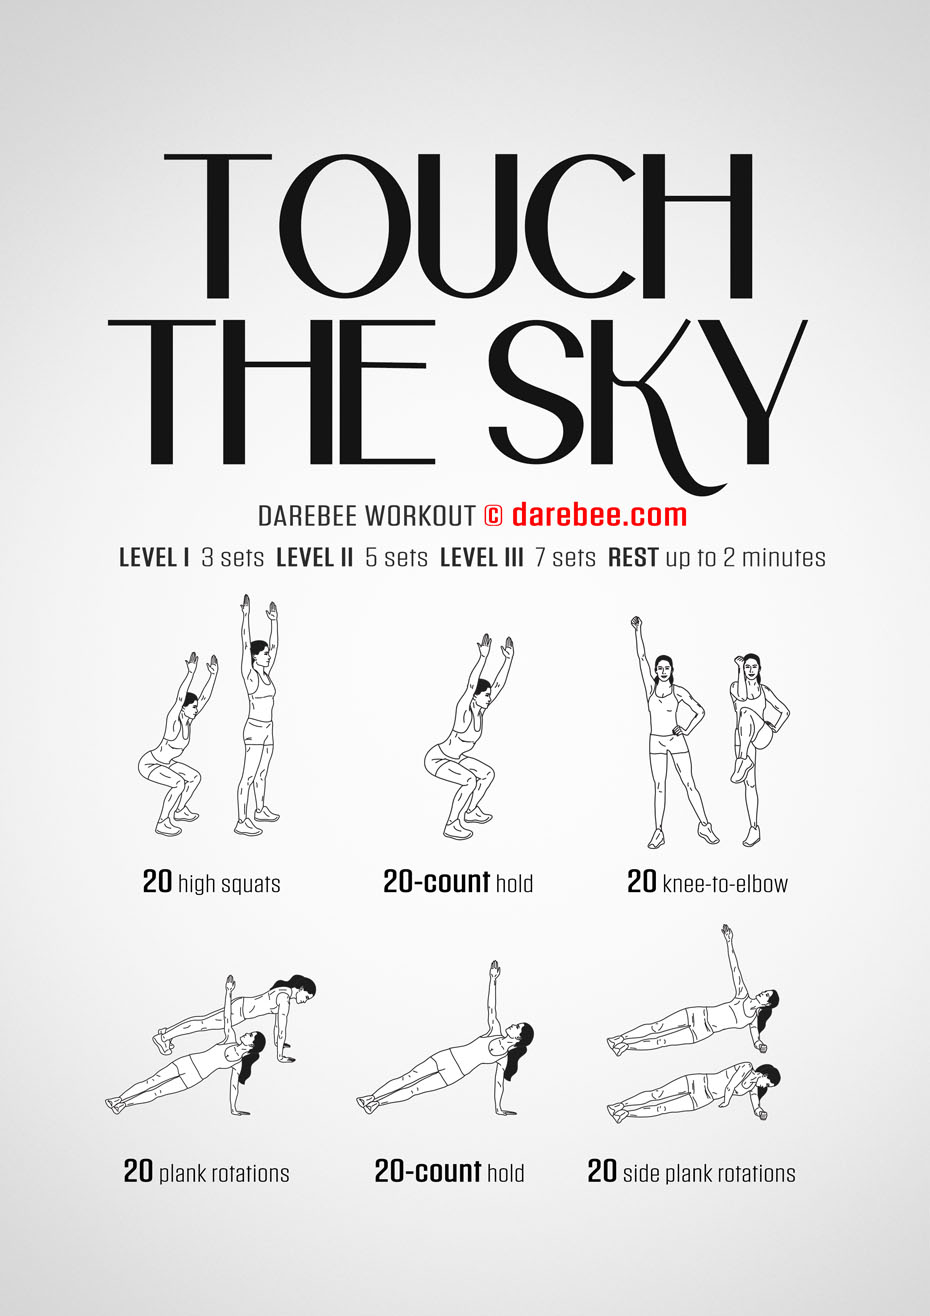 TOUCH
THE SKY
DAREBEE WORKOUT © darebee.com
LEVEL I 3 sets LEVEL II 5 sets LEVEL III 7 sets REST up to 2 minutes
20 high squats
20-count hold
20 knee-to-elbow
20 plank rotations
20-count hold
20 side plank rotations